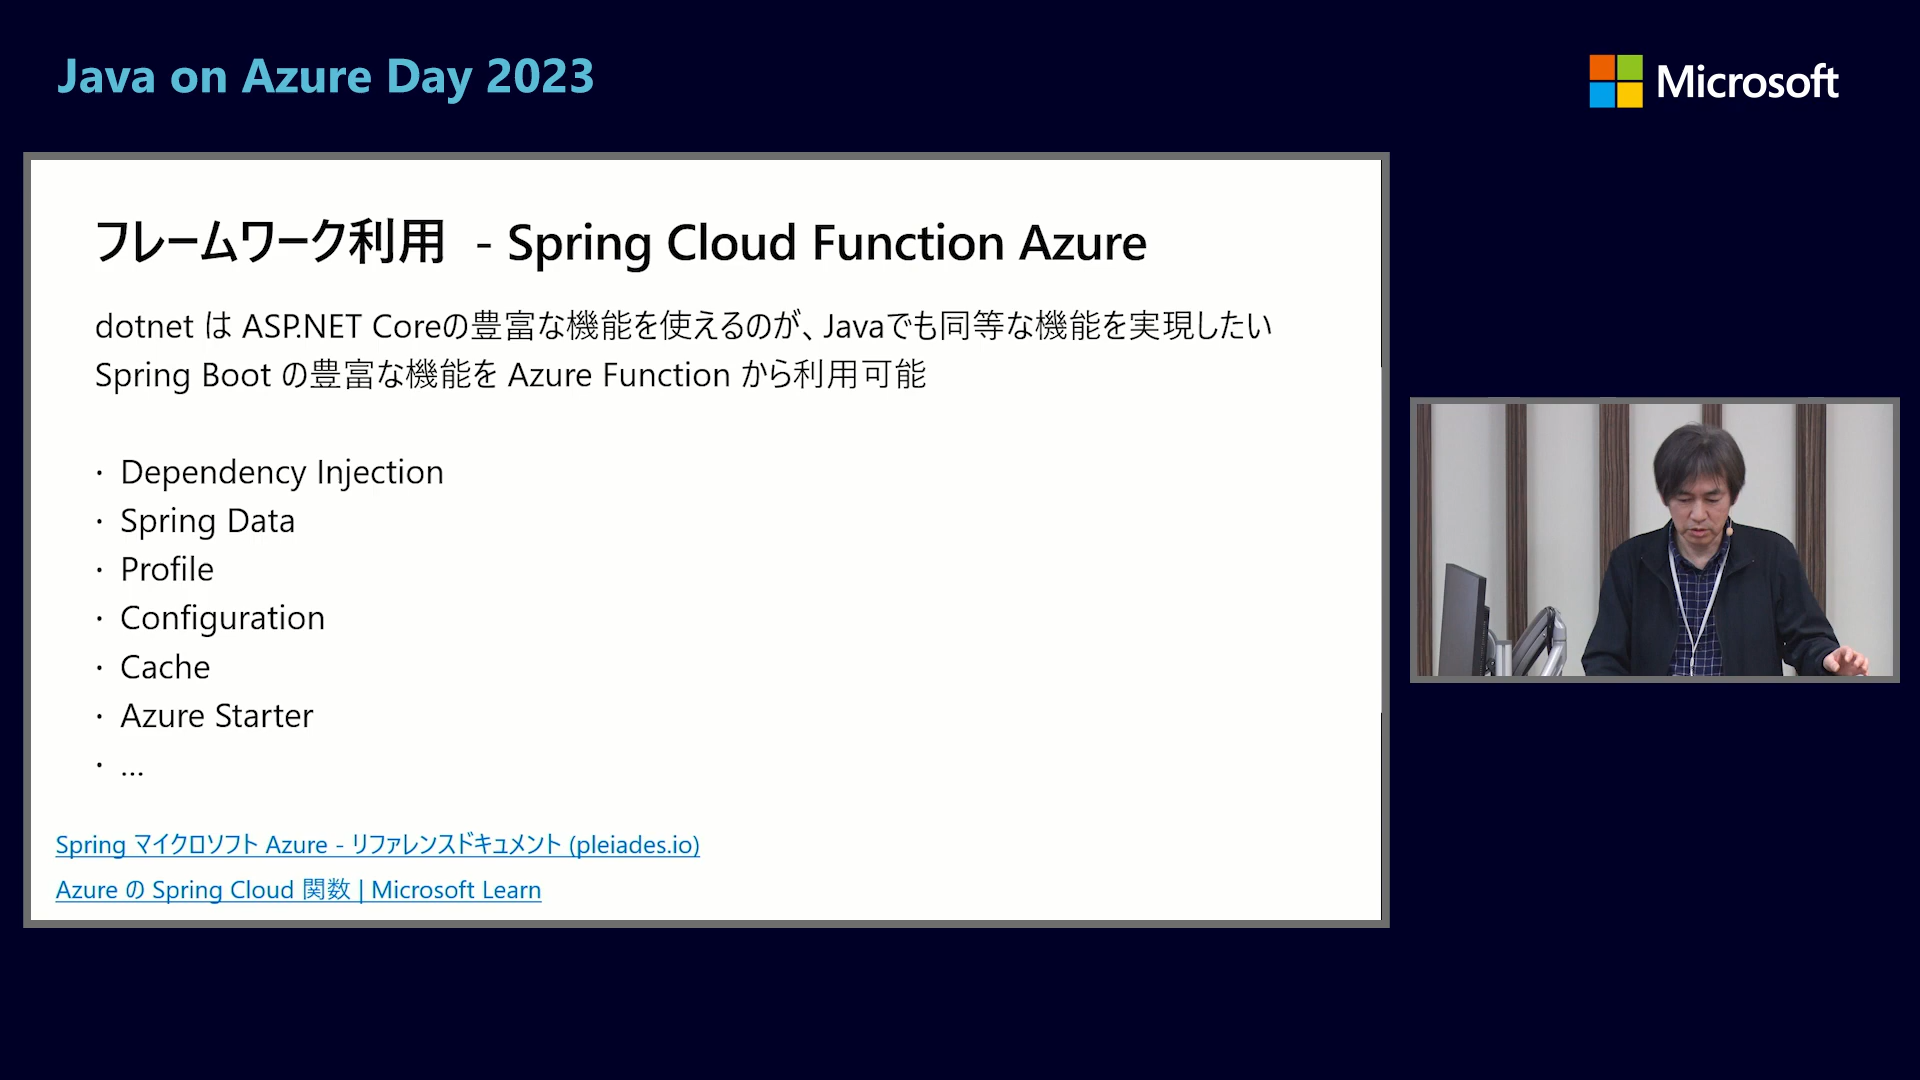 Java on Azure Day 2023
Microsoft
フレームワーク利用 - Spring Cloud Function Azure
dotnet は ASP.NET Coreの豊富な機能を使えるのが、Javaでも同等な機能を実現したい
Spring Boot の豊富な機能を Azure Function から利用可能
· Dependency Injection
· Spring Data
· Profile
· Configuration
· Cache
· Azure Starter
· ...
Spring マイクロソフト Azure - リファレンスドキュメント (pleiades.io)
Azure の Spring Cloud 関数 | Microsoft Learn